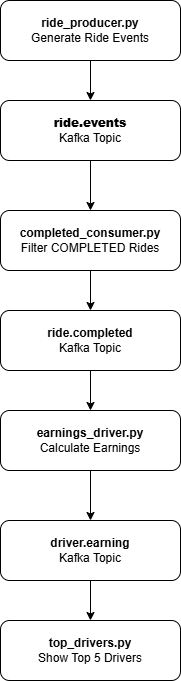 ride_producer.py
Generate Ride Events
ride.events
Kafka Topic
completed_consumer.py
Filter COMPLETED Rides
ride.completed
Kafka Topic
earnings_driver.py
Calculate Earnings
driver.earning
Kafka Topic
top_drivers.py
Show Top 5 Drivers